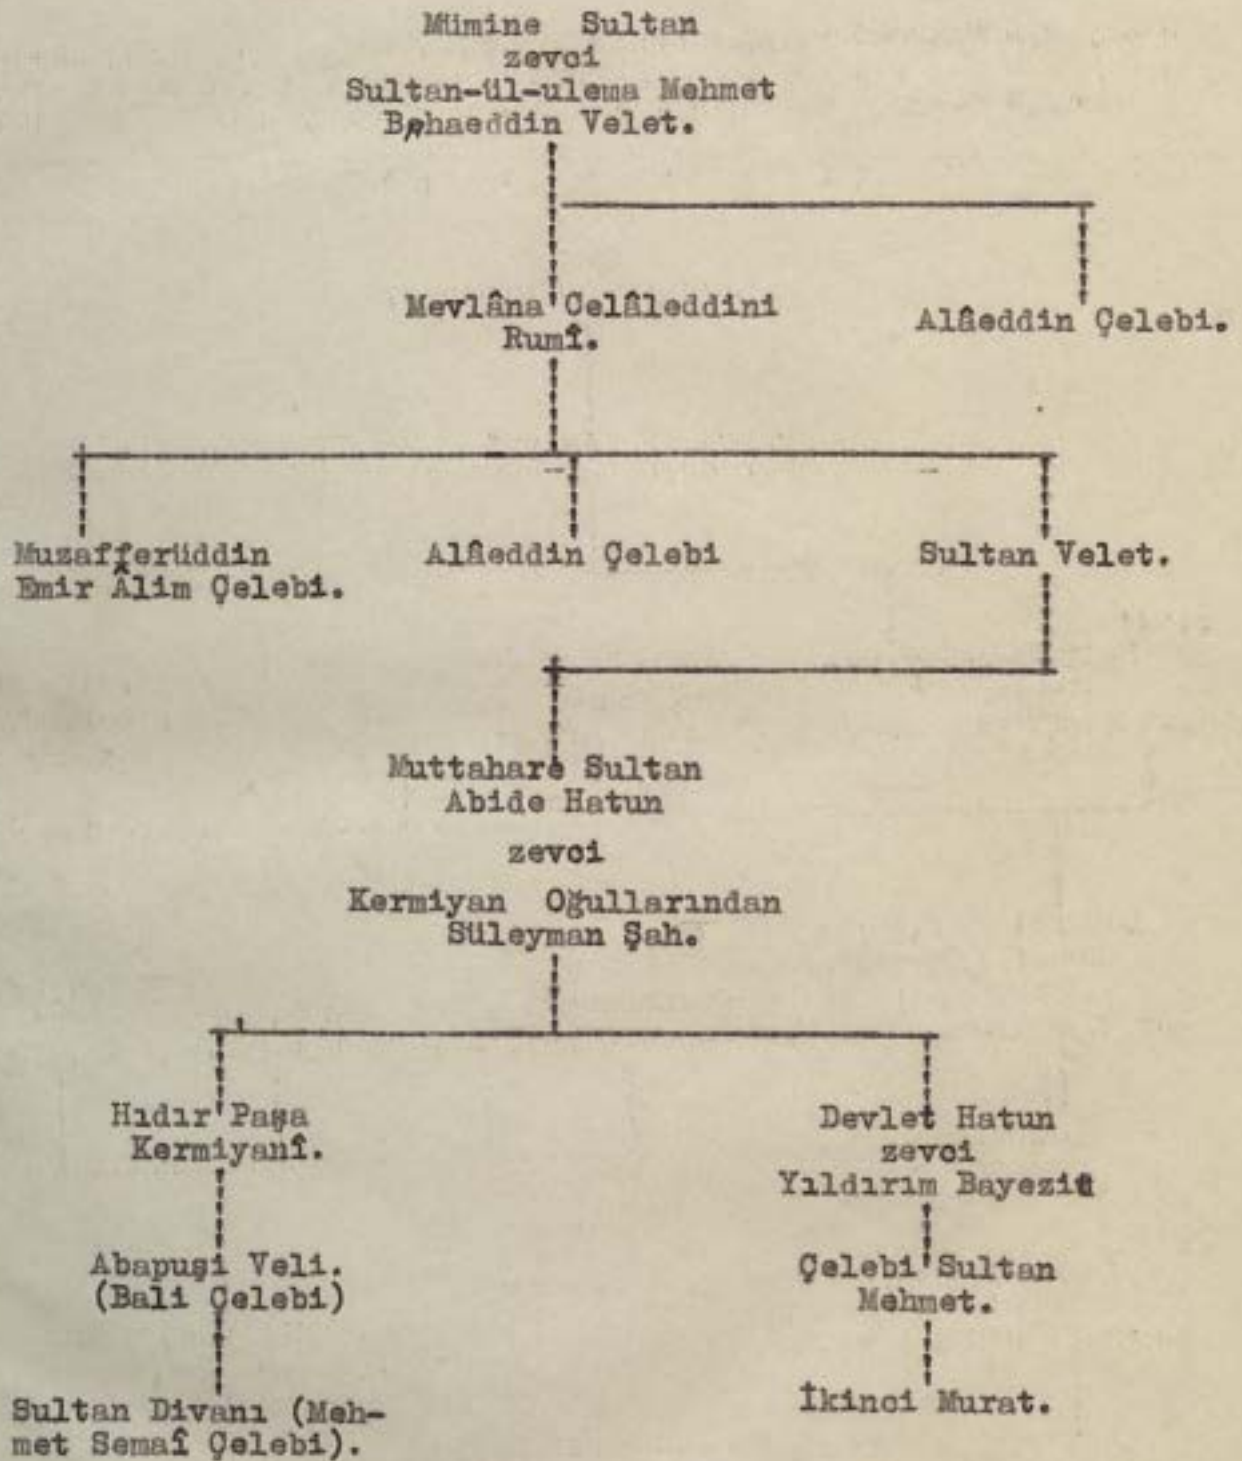 Mümine Sultan
zevci
Sultan-ül-ulema Mehmet
Bahaeddin Velet.
Mevlâna Celâleddini
Rumî.
Alâeddin Çelebi.
Muzafferüddin
Emir Âlim Çelebi.
Alâeddin Çelebi
Sultan Velet.
Muttahare Sultan
Abide Hatun
zevci
Kermiyan Oğullarından
Süleyman Şah.
Hıdır Paşa
Kermiyanî.
Devlet Hatun
zevci
Yıldırım Bayezit
Abapuşi Veli.
(Bali Çelebi)
Çelebi Sultan
Mehmet.
Sultan Divanı (Meh-
met Semaî Çelebi).
İkinci Murat.